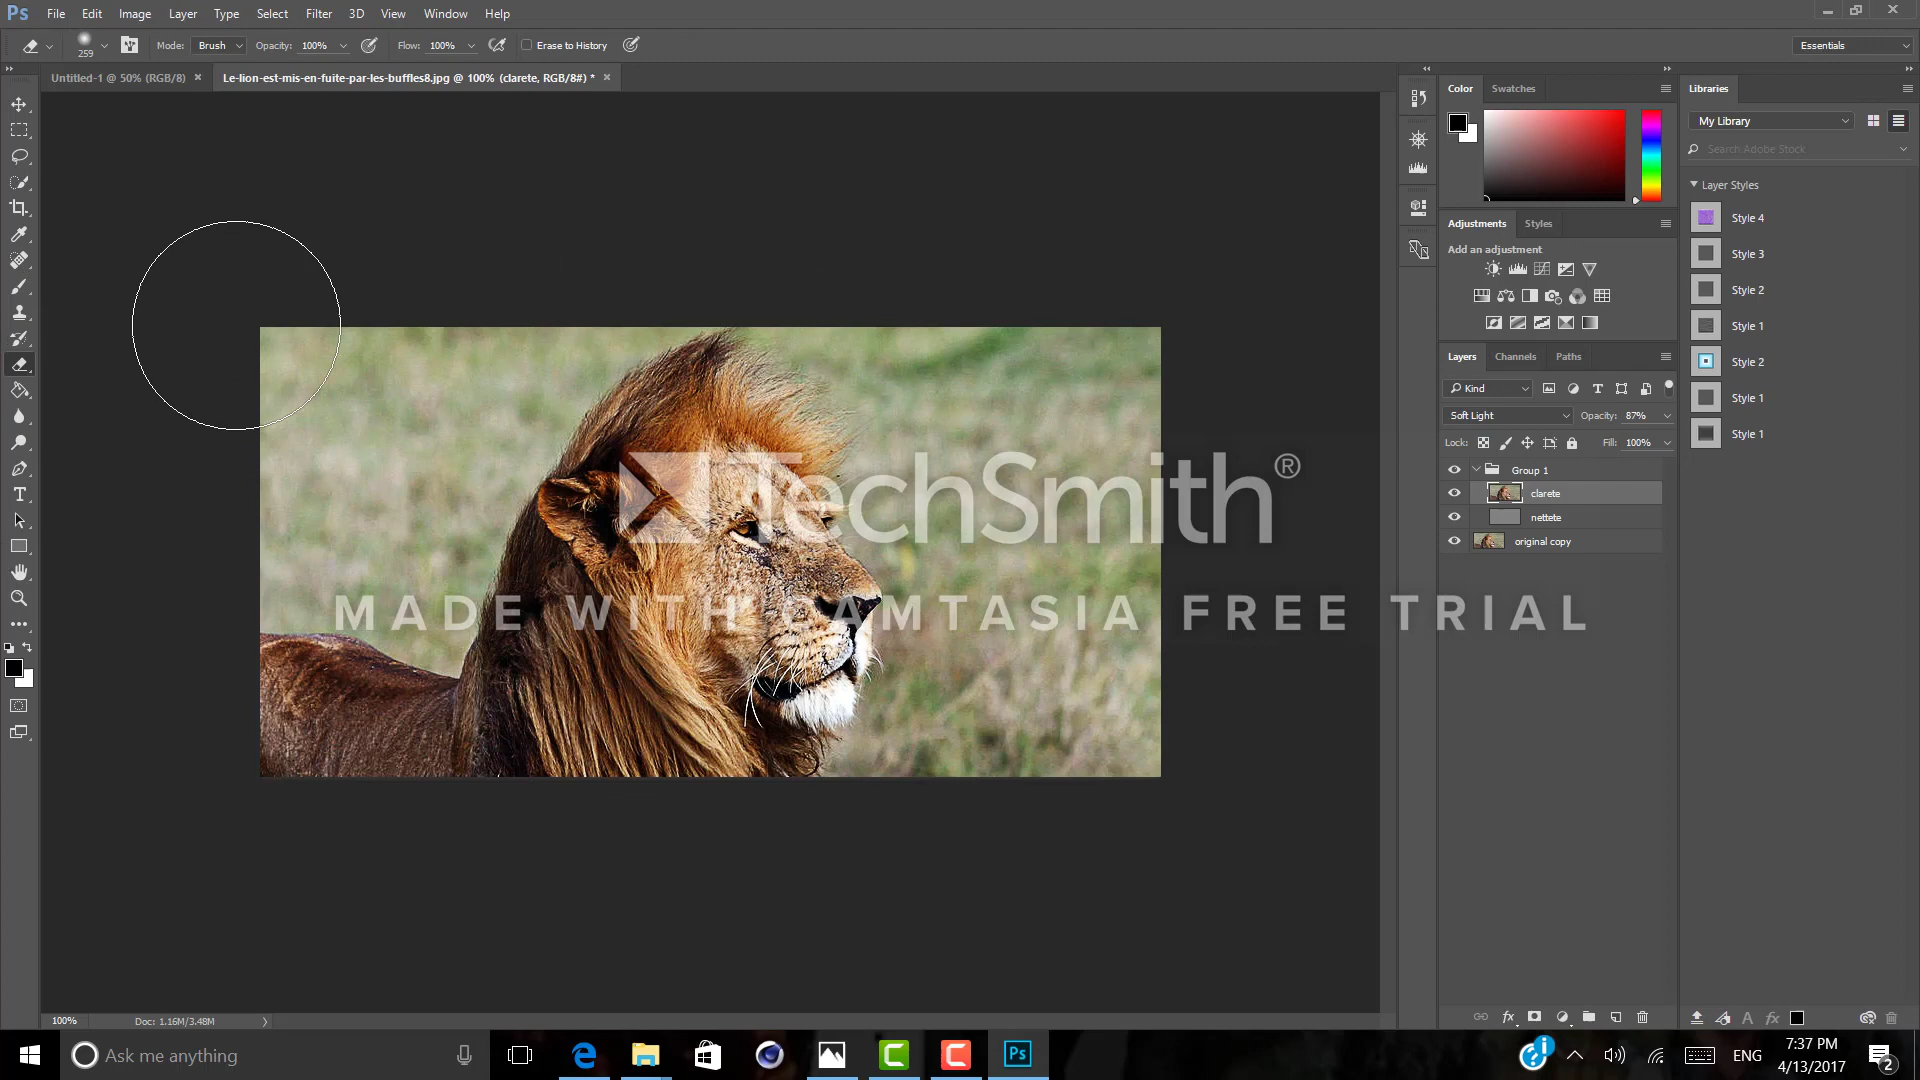 Ps File Edit Image Layer Type Select Filter 3D View Window Help
259 Mode: Brush Opacity: 100% Flow: 100% Erase to History Essentials
Untitled-1 @ 50% (RGB/8) × Le-lion-est-mis-en-fuite-par-les-buffles8.jpg @ 100% (clarete, RGB/8#) * ×
Color Swatches
Libraries
My Library
Search Adobe Stock
Layer Styles
Style 4
Style 3
Style 2
Style 1
Style 2
Style 1
Style 1
Adjustments Styles
Add an adjustment
Layers Channels Paths
Kind
Soft Light Opacity: 87%
Lock: Fill: 100%
Group 1
clarete
nettete
original copy
TechSmith®
MADE WITH CAMTASIA FREE TRIAL
100% Doc: 1.16M/3.48M
Ask me anything
Ps
ENG
7:37 PM
4/13/2017
2